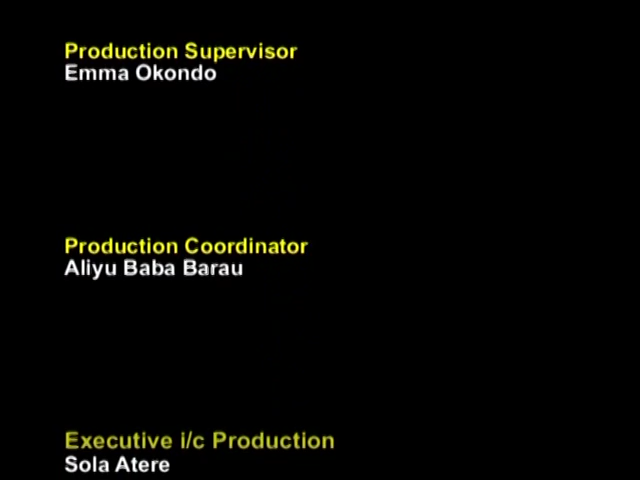 Production Supervisor
Emma Okondo
Production Coordinator
Aliyu Baba Barau
Executive i/c Production
Sola Atere